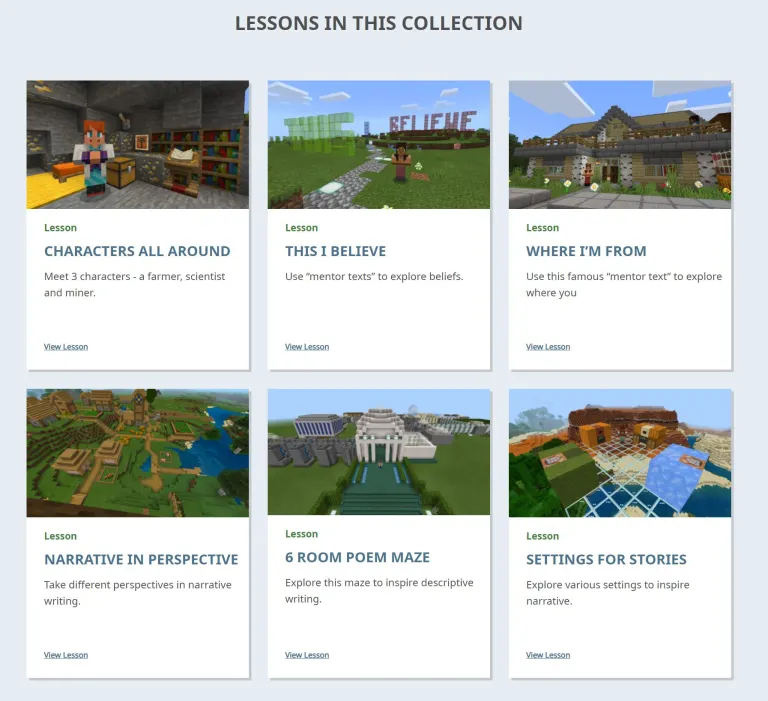 LESSONS IN THIS COLLECTION
BELIEVE
Lesson
CHARACTERS ALL AROUND
Meet 3 characters - a farmer, scientist
and miner.
View Lesson
Lesson
THIS I BELIEVE
Use “mentor texts” to explore beliefs.
View Lesson
Lesson
WHERE I’M FROM
Use this famous “mentor text” to explore
where you
View Lesson
Lesson
NARRATIVE IN PERSPECTIVE
Take different perspectives in narrative
writing.
View Lesson
Lesson
6 ROOM POEM MAZE
Explore this maze to inspire descriptive
writing.
View Lesson
Lesson
SETTINGS FOR STORIES
Explore various settings to inspire
narrative.
View Lesson